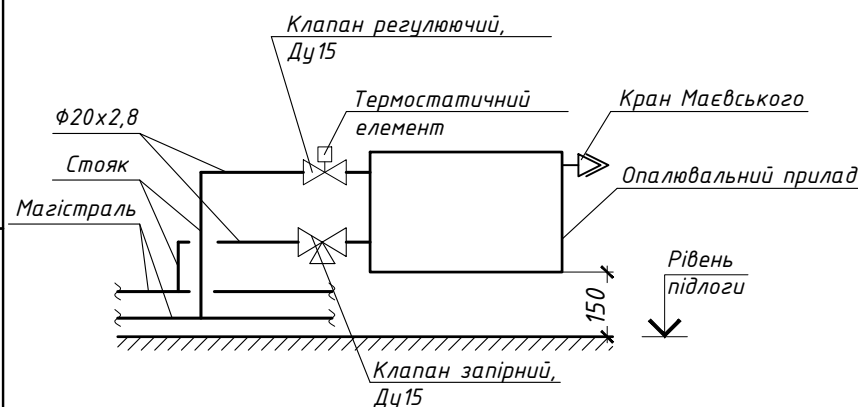 Клапан регулюючий,
Ду15
Термостатичний
елемент
Кран Маєвського
Ф20х2,8
Стояк
Магістраль
Опалювальний прилад
Рівень
підлоги
150
Клапан запірний,
Ду15